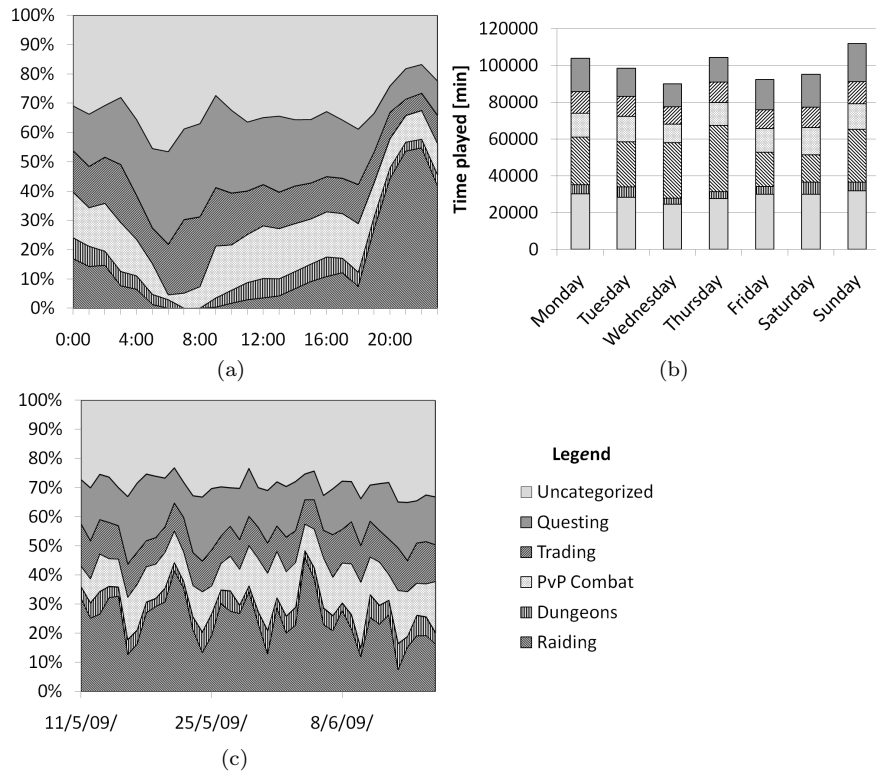 100%
90%
80%
70%
60%
50%
40%
30%
20%
10%
0%
0:00 4:00 8:00 12:00 16:00 20:00
(a)
Time played [min]
120000
100000
80000
60000
40000
20000
0
Monday
Tuesday
Wednesday
Thursday
Friday
Saturday
Sunday
(b)
100%
90%
80%
70%
60%
50%
40%
30%
20%
10%
0%
11/5/09/ 25/5/09/ 8/6/09/
(c)
Legend
Uncategorized
Questing
Trading
PvP Combat
Dungeons
Raiding